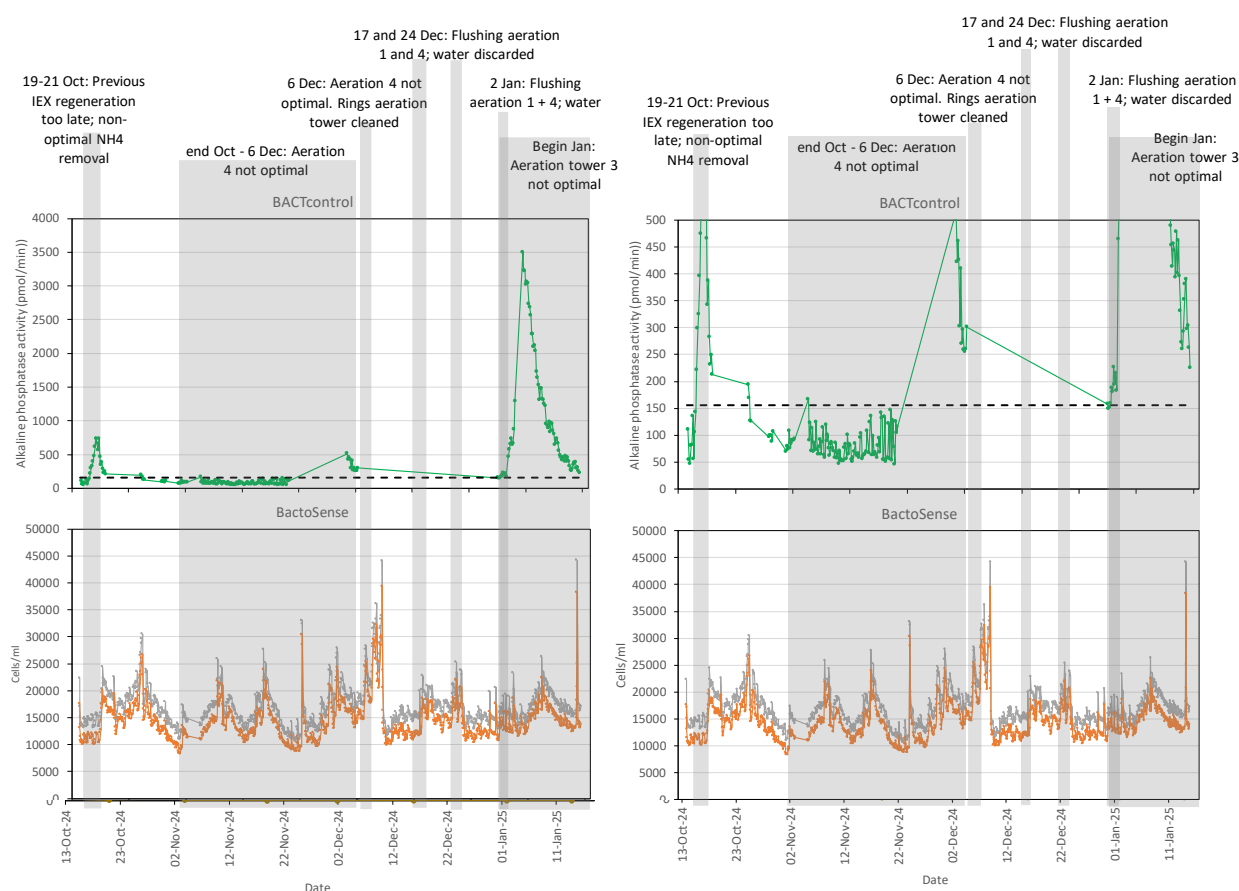 17 and 24 Dec: Flushing aeration
1 and 4; water discarded
19-21 Oct: Previous
IEX regeneration
too late; non-
optimal NH4
removal
6 Dec: Aeration 4 not
optimal. Rings aeration
tower cleaned
2 Jan: Flushing
aeration 1 + 4; water
end Oct - 6 Dec: Aeration
4 not optimal
Begin Jan:
Aeration tower 3
not optimal
BACTcontrol
Alkaline phosphatase activity (pmol/min))
4000
3500
3000
2500
2000
1500
1000
500
0
BactoSense
Cells/ml
50000
45000
40000
35000
30000
25000
20000
15000
10000
5000
13-Oct-24
23-Oct-24
02-Nov-24
12-Nov-24
22-Nov-24
02-Dec-24
12-Dec-24
22-Dec-24
01-Jan-25
11-Jan-25
Date
17 and 24 Dec: Flushing aeration
1 and 4; water discarded
19-21 Oct: Previous
IEX regeneration too
late; non-optimal
NH4 removal
6 Dec: Aeration 4 not
optimal. Rings aeration
tower cleaned
2 Jan: Flushing aeration
1 + 4; water discarded
end Oct - 6 Dec: Aeration
4 not optimal
Begin Jan:
Aeration tower 3
not optimal
BACTcontrol
Alkaline phosphatase activity (pmol/min))
500
450
400
350
300
250
200
150
100
50
0
BactoSense
Cells/ml
50000
45000
40000
35000
30000
25000
20000
15000
10000
5000
13-Oct-24
23-Oct-24
02-Nov-24
12-Nov-24
22-Nov-24
02-Dec-24
12-Dec-24
22-Dec-24
01-Jan-25
11-Jan-25
Date